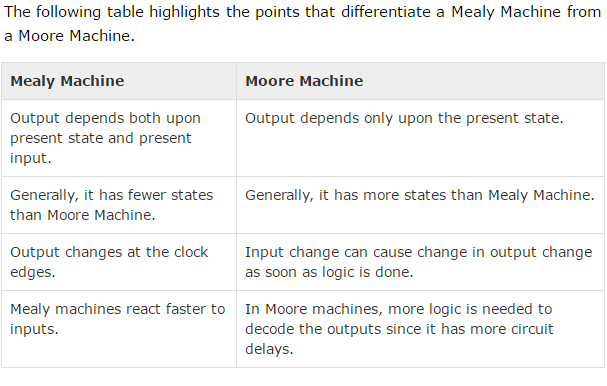 The following table highlights the points that differentiate a Mealy Machine from
a Moore Machine.
Mealy Machine
Moore Machine
Output depends both upon
present state and present
input.
Output depends only upon the present state.
Generally, it has fewer states
than Moore Machine.
Generally, it has more states than Mealy Machine.
Output changes at the clock
edges.
Input change can cause change in output change
as soon as logic is done.
Mealy machines react faster to
inputs.
In Moore machines, more logic is needed to
decode the outputs since it has more circuit
delays.